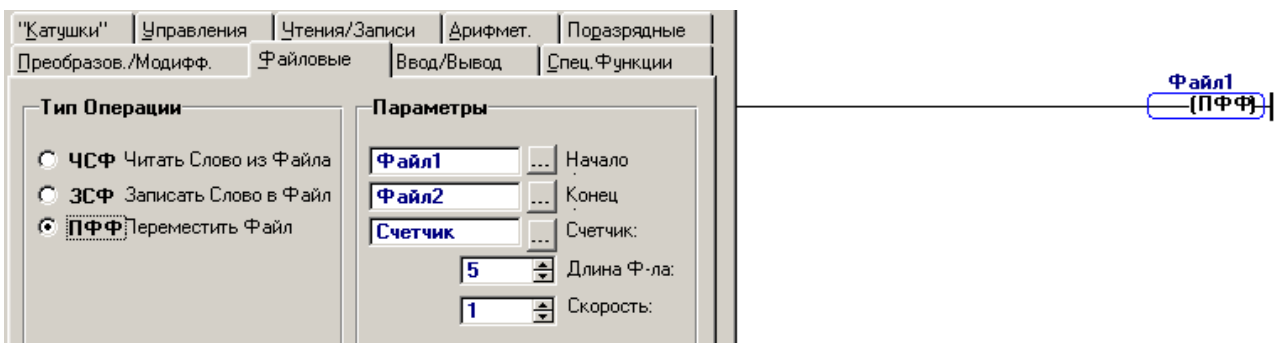 "Катушки" Управления Чтения/Записи Арифмет. Поразрядные
Преобразов./Модифф. Файловые Ввод/Вывод Спец.Функции
Тип Операции
ЧСФ Читать Слово из Файла
ЗСФ Записать Слово в Файл
ПФФ Переместить Файл
Параметры
Файл1 ... Начало
Файл2 ... Конец
Счетчик ... Счетчик:
5 Длина Ф-ла:
1 Скорость:
Файл1
(ПФФ)